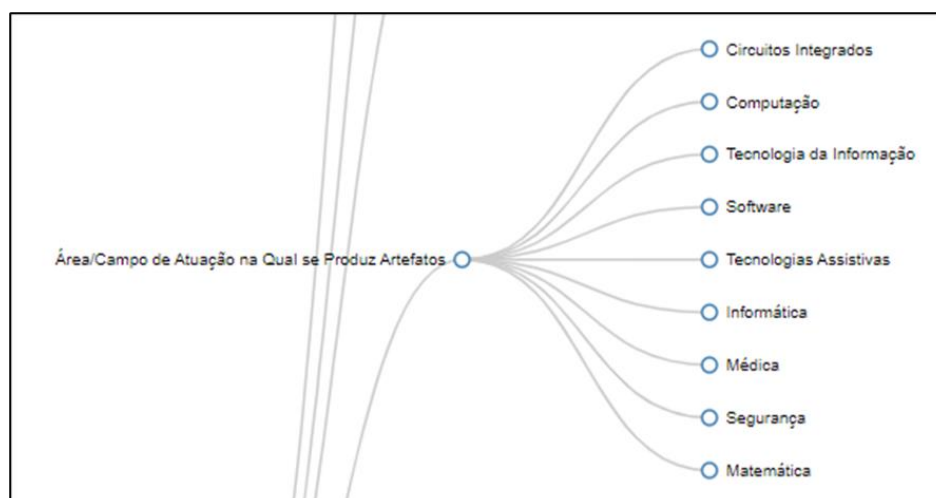 Circuitos Integrados
Computação
Tecnologia da Informação
Software
Área/Campo de Atuação na Qual se Produz Artefatos
Tecnologias Assistivas
Informática
Médica
Segurança
Matemática